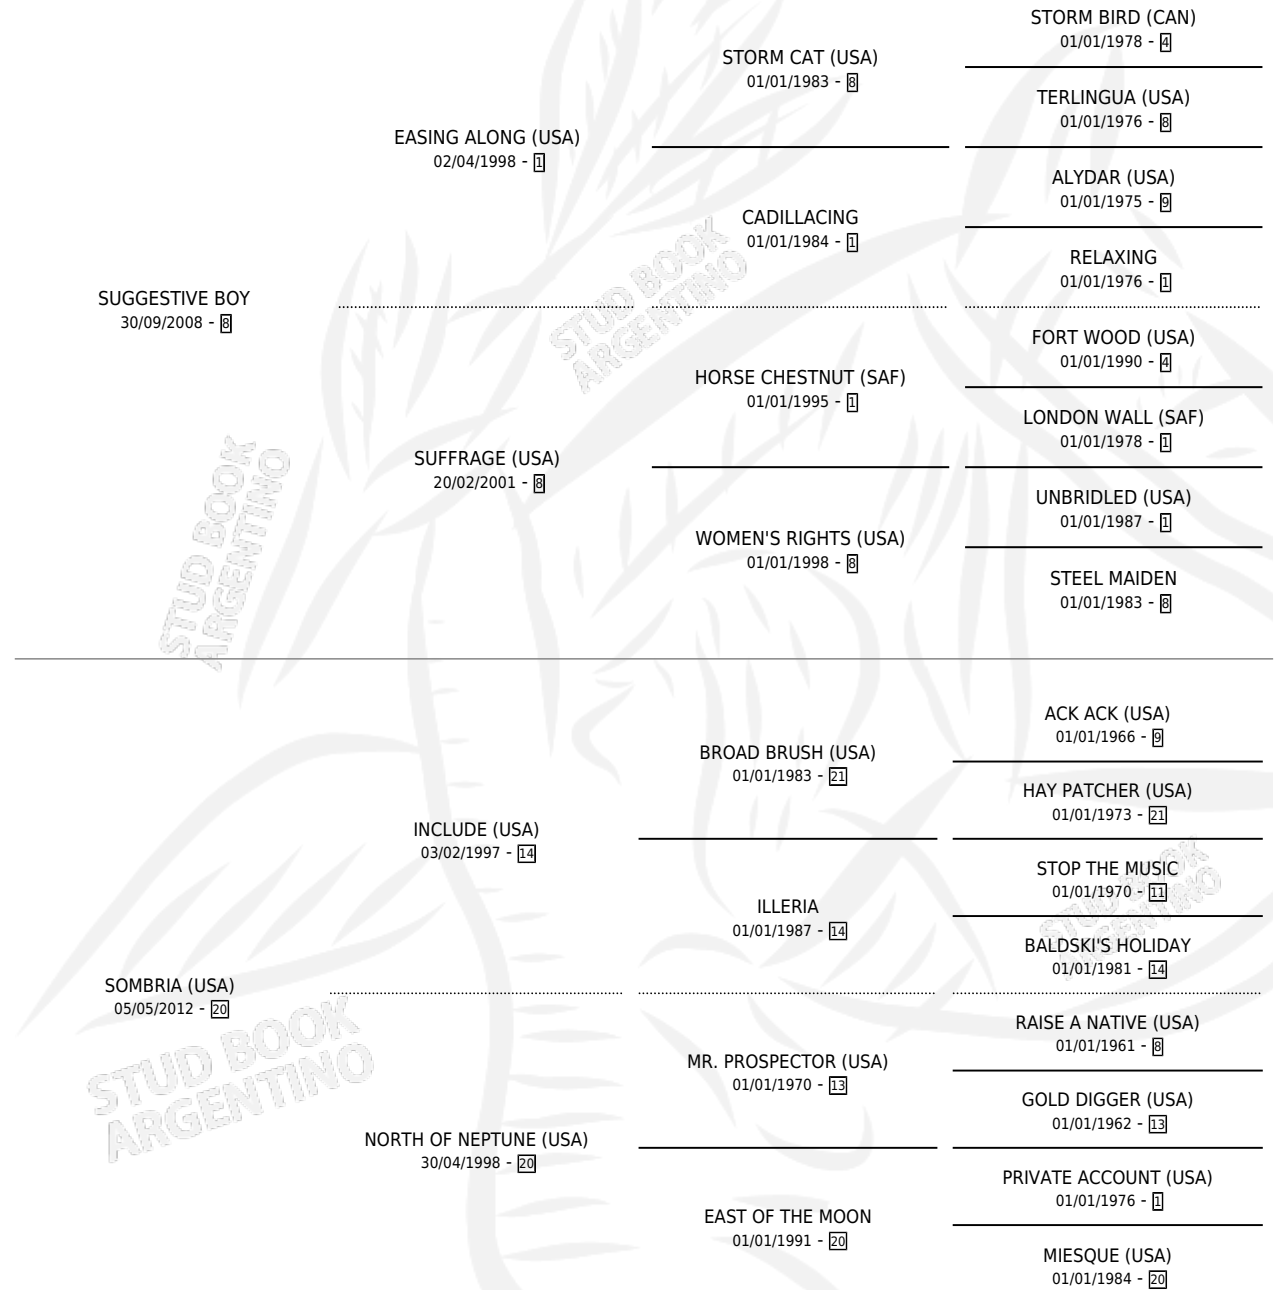 STORM BIRD (CAN)
01/01/1978 - 4
STORM CAT (USA)
01/01/1983 - 8
TERLINGUA (USA)
01/01/1976 - 8
EASING ALONG (USA)
02/04/1998 - 1
ALYDAR (USA)
01/01/1975 - 9
CADILLACING
01/01/1984 - 1
RELAXING
01/01/1976 - 1
SUGGESTIVE BOY
30/09/2008 - 8
FORT WOOD (USA)
01/01/1990 - 4
HORSE CHESTNUT (SAF)
01/01/1995 - 1
LONDON WALL (SAF)
01/01/1978 - 1
SUFFRAGE (USA)
20/02/2001 - 8
UNBRIDLED (USA)
01/01/1987 - 1
WOMEN'S RIGHTS (USA)
01/01/1998 - 8
STEEL MAIDEN
01/01/1983 - 8
STUD BOOK
ARGENTINO
STUD BOOK
ARGENTINO
ACK ACK (USA)
01/01/1966 - 9
BROAD BRUSH (USA)
01/01/1983 - 21
HAY PATCHER (USA)
01/01/1973 - 21
INCLUDE (USA)
03/02/1997 - 14
STOP THE MUSIC
01/01/1970 - 11
ILLERIA
01/01/1987 - 14
BALDSKI'S HOLIDAY
01/01/1981 - 14
SOMBRIA (USA)
05/05/2012 - 20
RAISE A NATIVE (USA)
01/01/1961 - 8
MR. PROSPECTOR (USA)
01/01/1970 - 13
GOLD DIGGER (USA)
01/01/1962 - 13
NORTH OF NEPTUNE (USA)
30/04/1998 - 20
PRIVATE ACCOUNT (USA)
01/01/1976 - 1
EAST OF THE MOON
01/01/1991 - 20
MIESQUE (USA)
01/01/1984 - 20
STUD BOOK
ARGENTINO
STUD BOOK
ARGENTINO